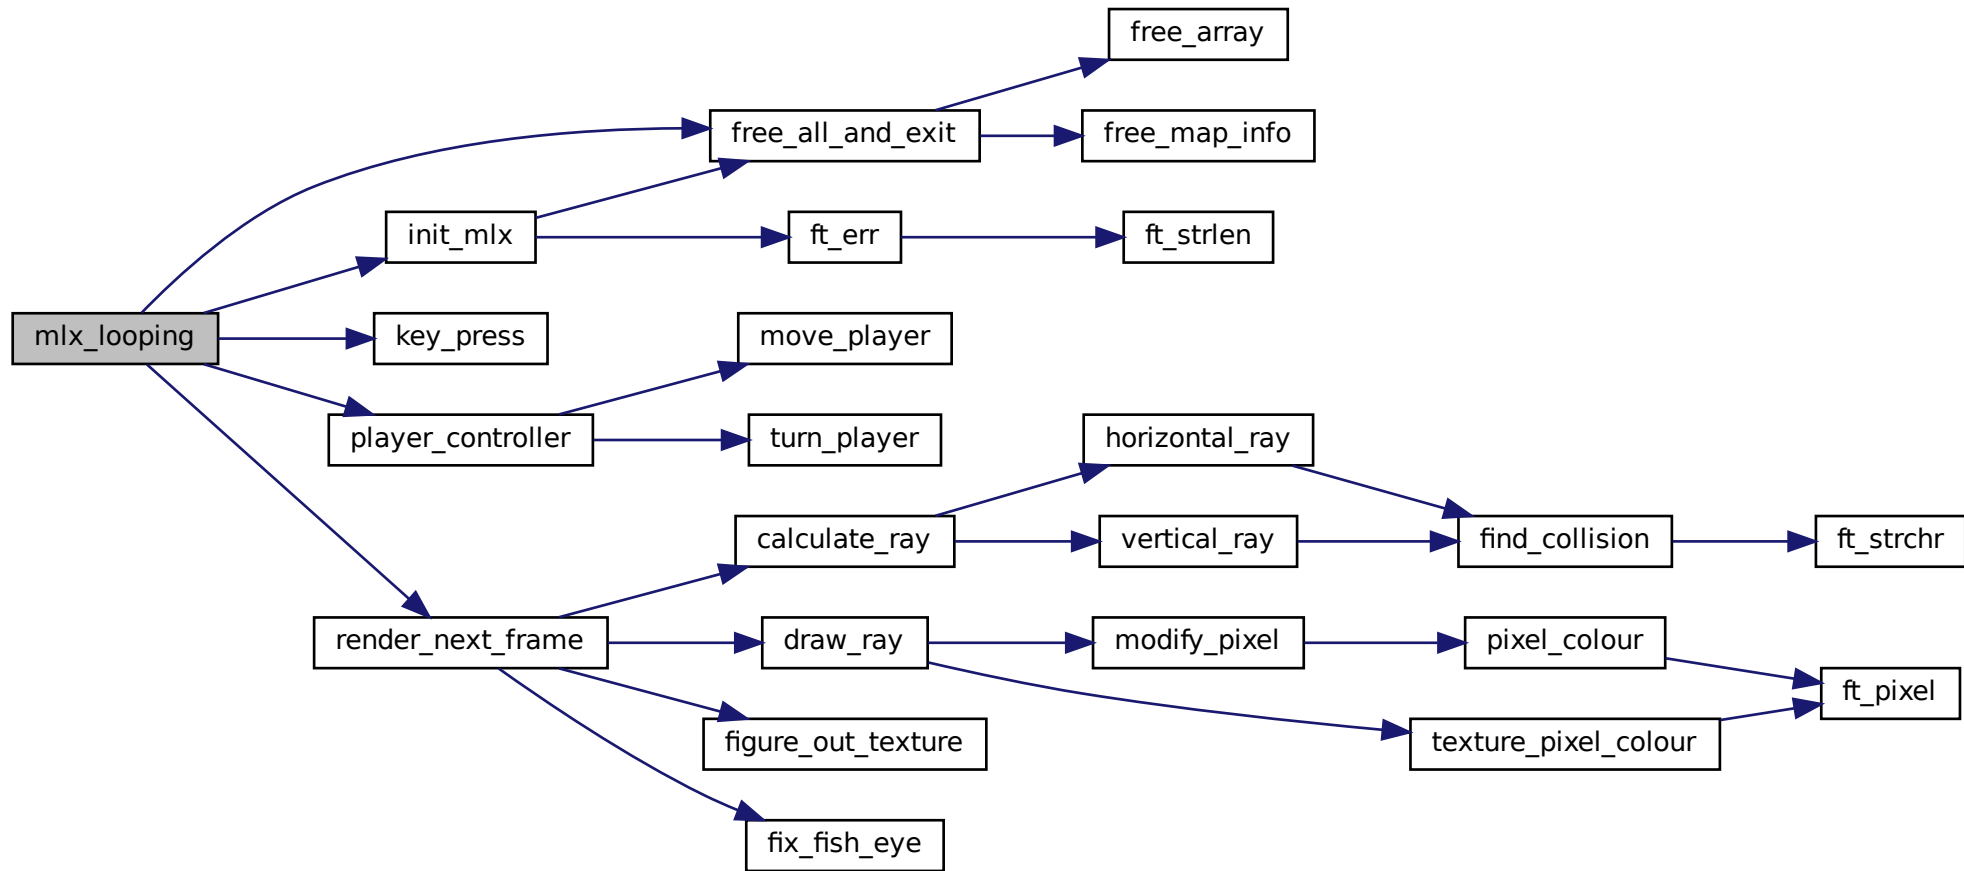 free_array
free_all_and_exit
free_map_info
init_mlx
ft_err
ft_strlen
mlx_looping
key_press
move_player
player_controller
turn_player
horizontal_ray
calculate_ray
vertical_ray
find_collision
ft_strchr
render_next_frame
draw_ray
modify_pixel
pixel_colour
ft_pixel
figure_out_texture
texture_pixel_colour
fix_fish_eye